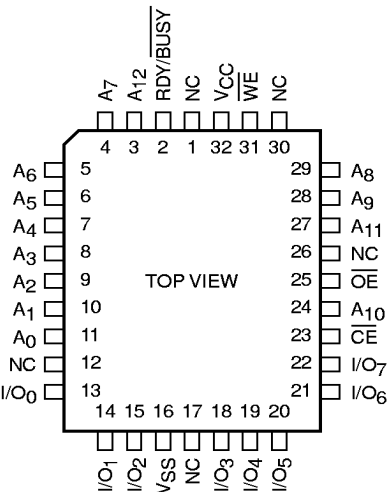 A7 A12 RDY/BUSY NC VCC WE NC
4 3 2 1 32 31 30
A6 5 29 A8
A5 6 28 A9
A4 7 27 A11
A3 8 26 NC
A2 9 TOP VIEW 25 OE
A1 10 24 A10
A0 11 23 CE
NC 12 22 I/O7
I/O0 13 21 I/O6
14 15 16 17 18 19 20
I/O1 I/O2 VSS NC I/O3 I/O4 I/O5